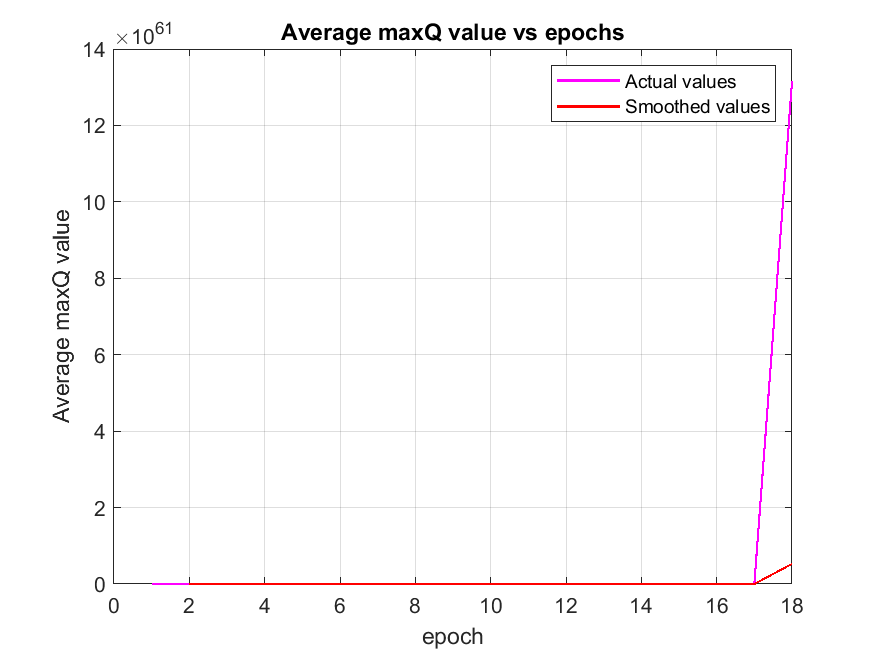 Average maxQ value vs epochs
×10^61
Actual values
Smoothed values
14
12
10
8
6
4
2
0
Average maxQ value
0 2 4 6 8 10 12 14 16 18
epoch